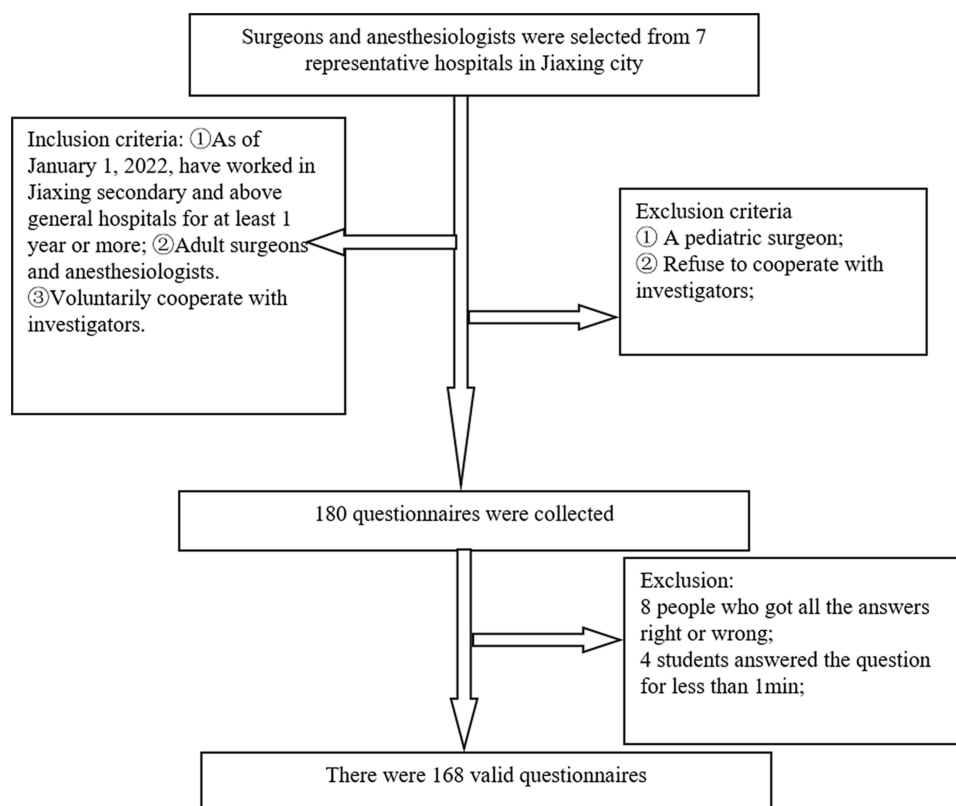 Surgeons and anesthesiologists were selected from 7
representative hospitals in Jiaxing city
Inclusion criteria: ①As of
January 1, 2022, have worked in
Jiaxing secondary and above
general hospitals for at least 1
year or more; ②Adult surgeons
and anesthesiologists.
③Voluntarily cooperate with
investigators.
Exclusion criteria
① A pediatric surgeon;
② Refuse to cooperate with
investigators;
180 questionnaires were collected
Exclusion:
8 people who got all the answers
right or wrong;
4 students answered the question
for less than 1min;
There were 168 valid questionnaires